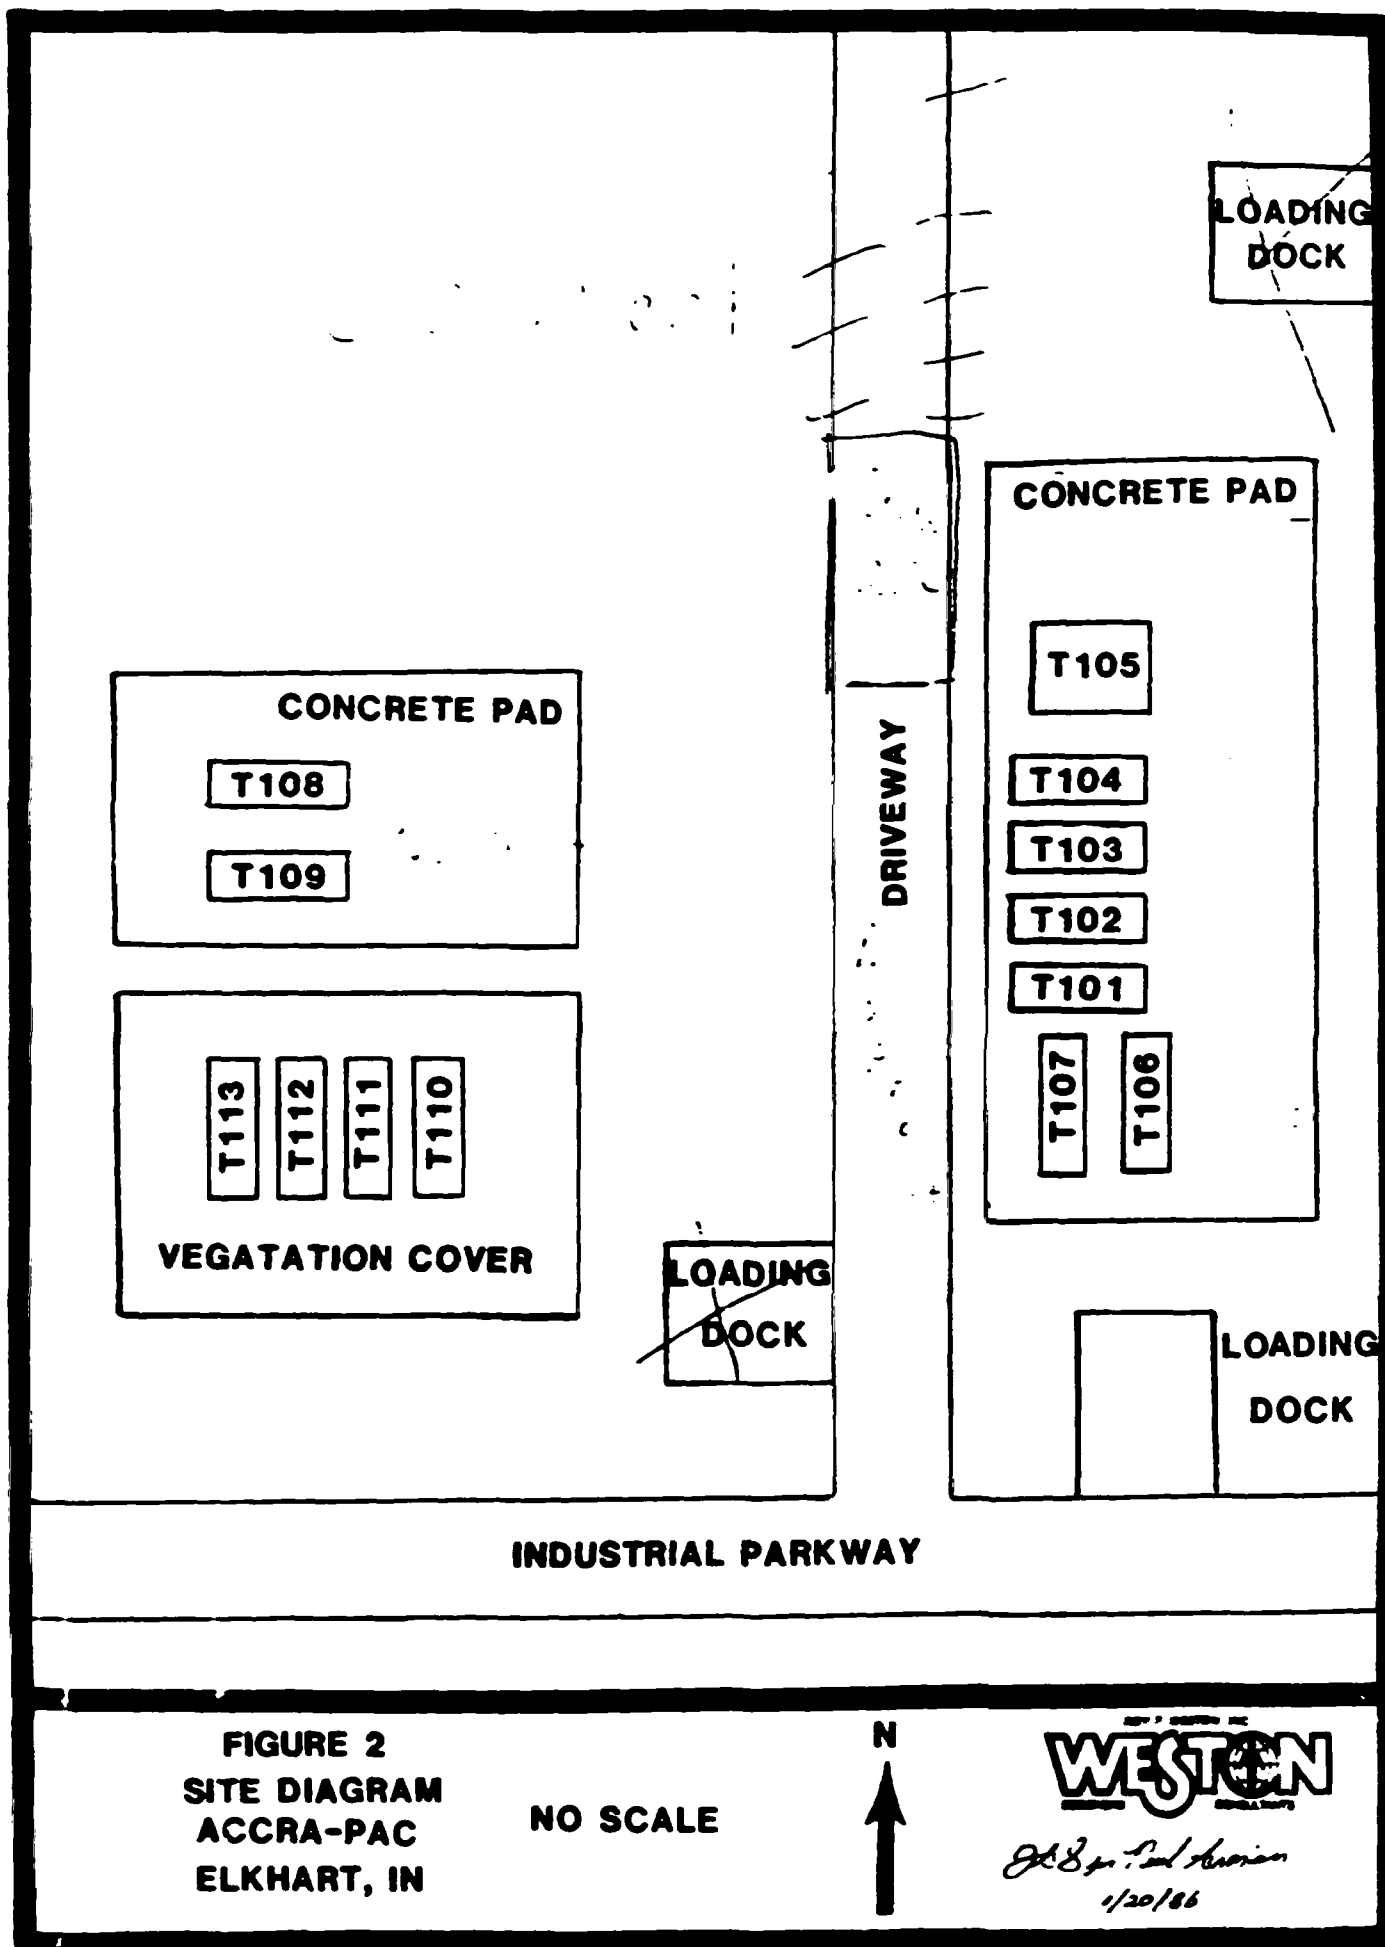 LOADING
DOCK
CONCRETE PAD
T105
CONCRETE PAD
T108
T109
DRIVEWAY
T104
T103
T102
T101
T107
T106
T113
T112
T111
T110
VEGATATION COVER
LOADING
DOCK
LOADING
DOCK
INDUSTRIAL PARKWAY
FIGURE 2
SITE DIAGRAM
ACCRA-PAC
ELKHART, IN
NO SCALE
N
WESTON
1/20/86